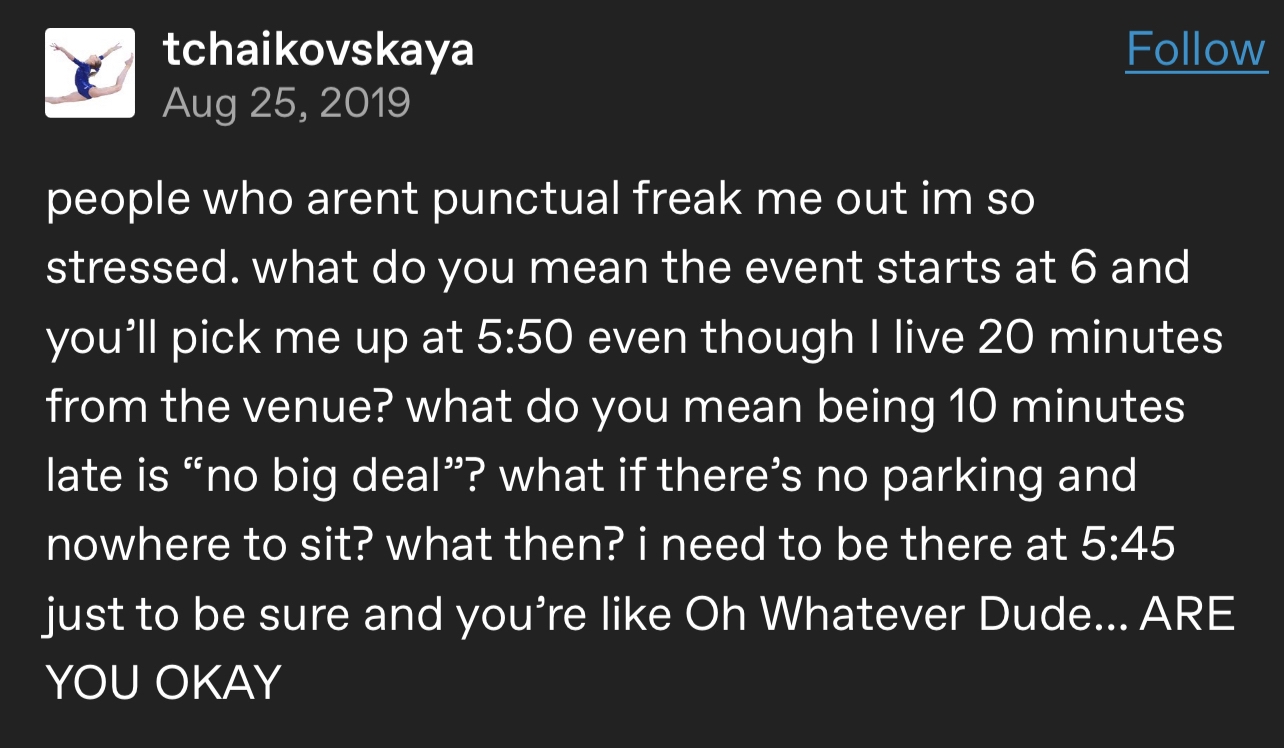 tchaikovskaya
Follow
Aug 25, 2019
people who arent punctual freak me out im so
stressed. what do you mean the event starts at 6 and
you’ll pick me up at 5:50 even though I live 20 minutes
from the venue? what do you mean being 10 minutes
late is “no big deal”? what if there’s no parking and
nowhere to sit? what then? i need to be there at 5:45
just to be sure and you’re like Oh Whatever Dude... ARE
YOU OKAY